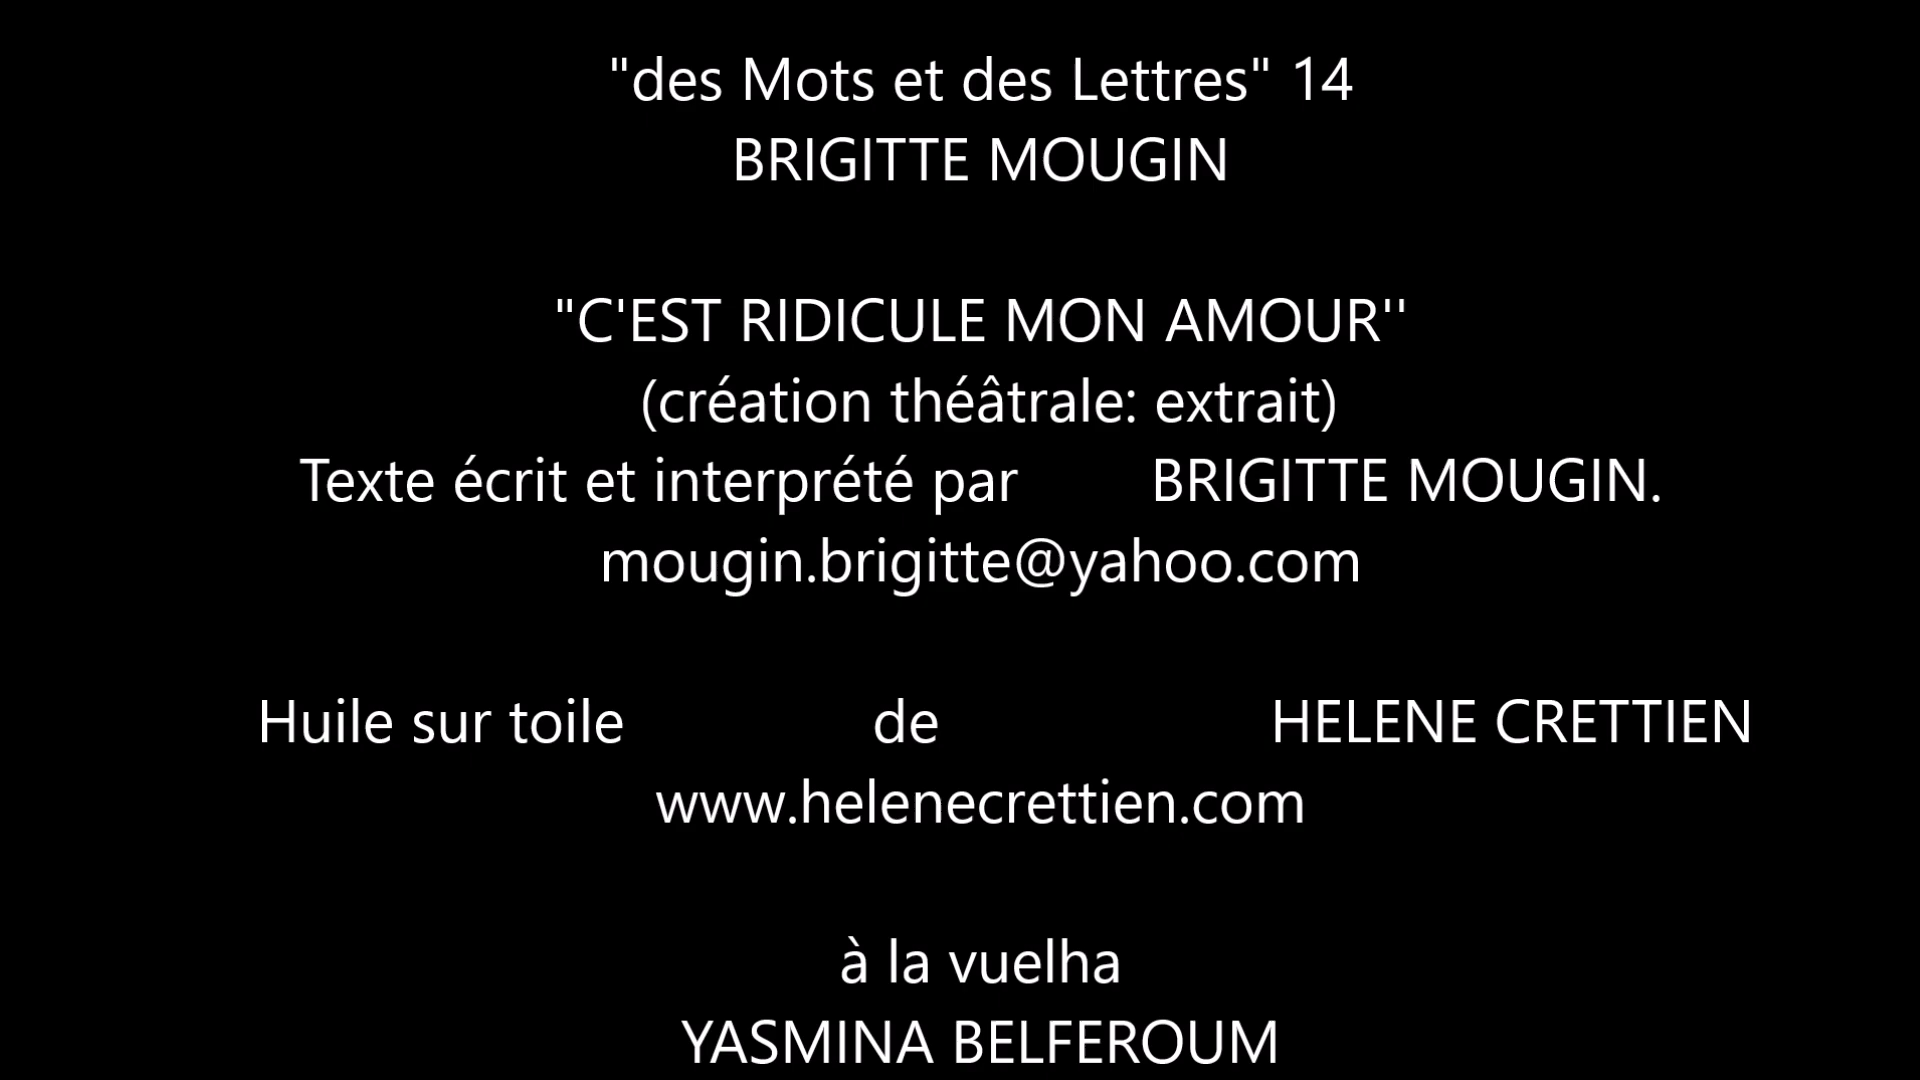 "des Mots et des Lettres" 14
BRIGITTE MOUGIN
"C'EST RIDICULE MON AMOUR''
(création théâtrale: extrait)
Texte écrit et interprété par BRIGITTE MOUGIN.
mougin.brigitte@yahoo.com
Huile sur toile de HELENE CRETTIEN
www.helenecrettien.com
à la vuelha
YASMINA BELFEROUM